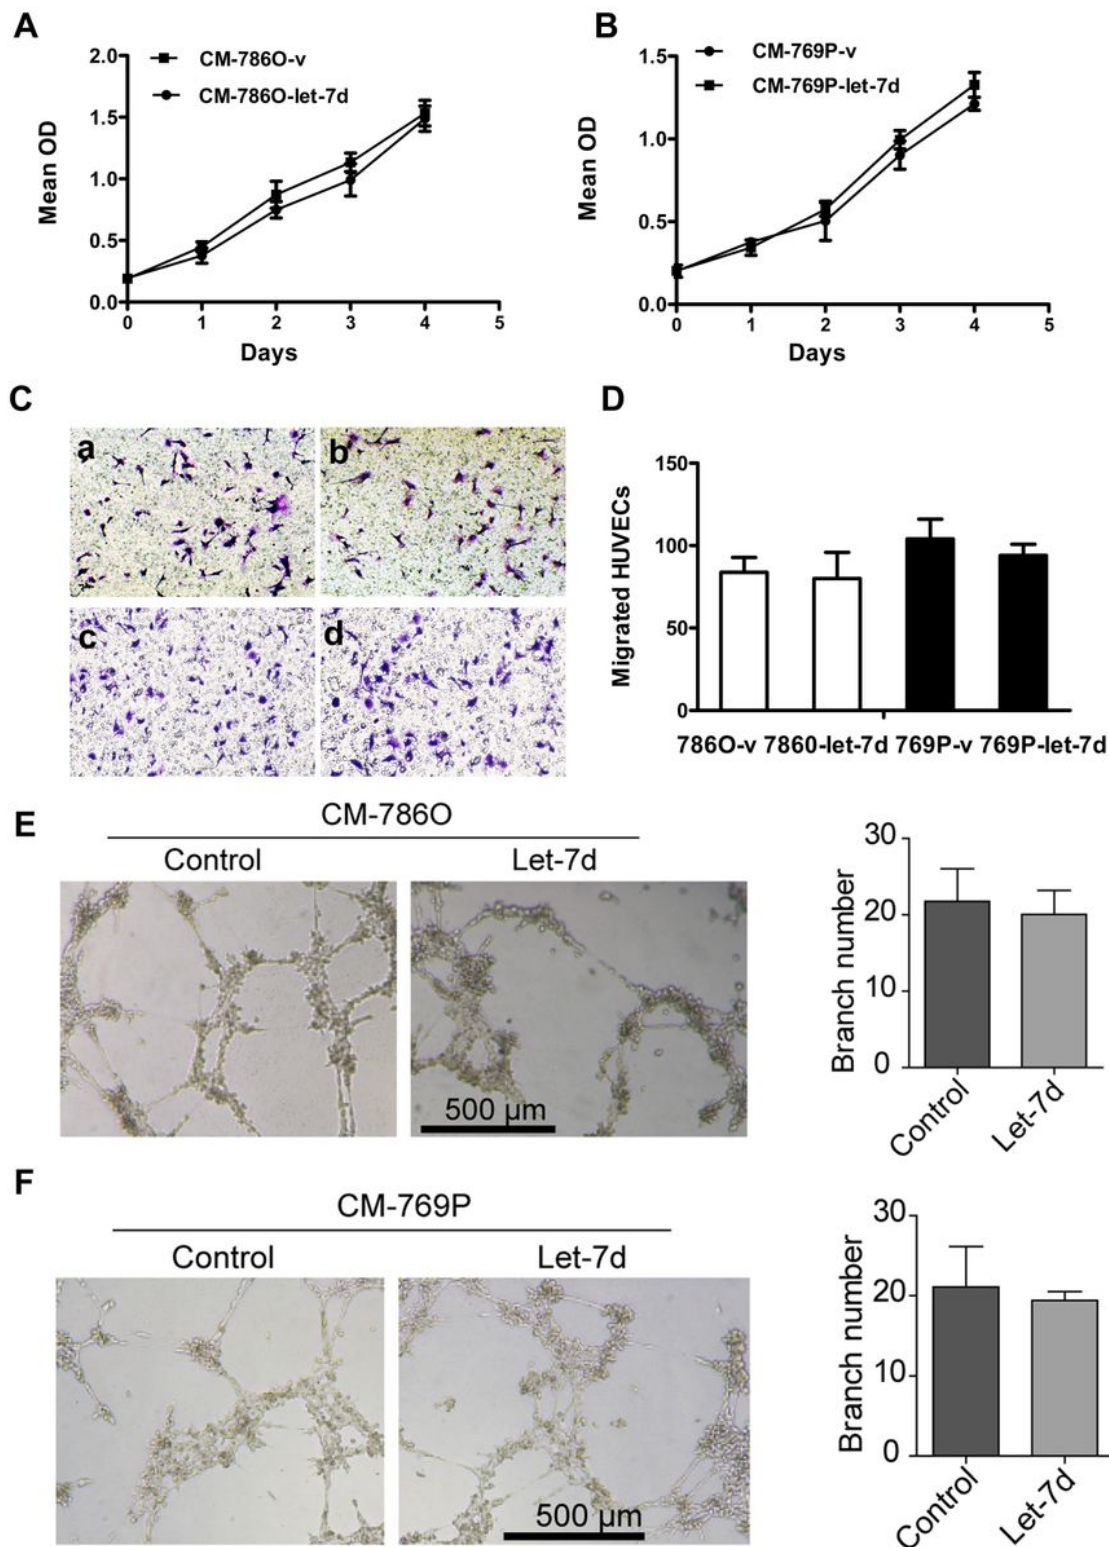 A
2.0
1.5
1.0
0.5
0.0
Mean OD
CM-786O-v
CM-786O-let-7d
0 1 2 3 4 5
Days
B
1.5
1.0
0.5
0.0
Mean OD
CM-769P-v
CM-769P-let-7d
0 1 2 3 4 5
Days
C
a
b
c
d
D
150
100
50
0
Migrated HUVECs
786O-v 7860-let-7d 769P-v 769P-let-7d
E
CM-786O
Control Let-7d
500 µm
30
20
10
0
Branch number
Control
Let-7d
F
CM-769P
Control Let-7d
500 µm
30
20
10
0
Branch number
Control
Let-7d